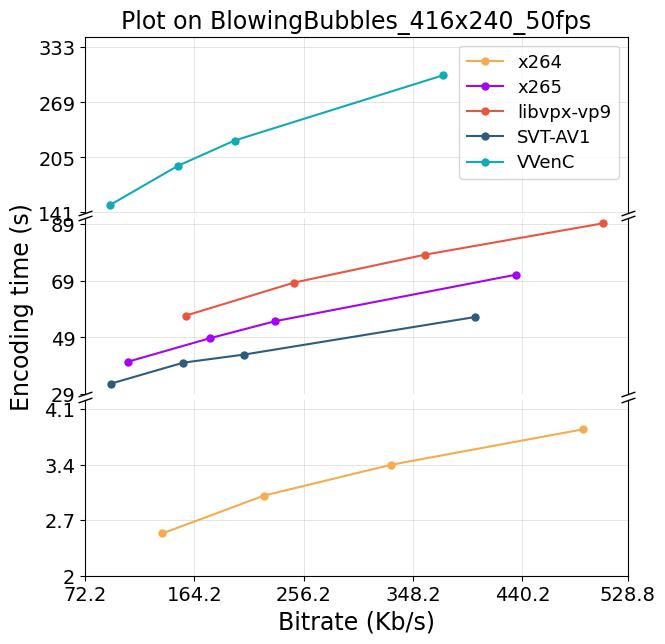 Plot on BlowingBubbles_416x240_50fps
333
269
205
141
x264
x265
libvpx-vp9
SVT-AV1
VVenC
Encoding time (s)
89
69
49
29
4.1
3.4
2.7
2
72.2 164.2 256.2 348.2 440.2 528.8
Bitrate (Kb/s)